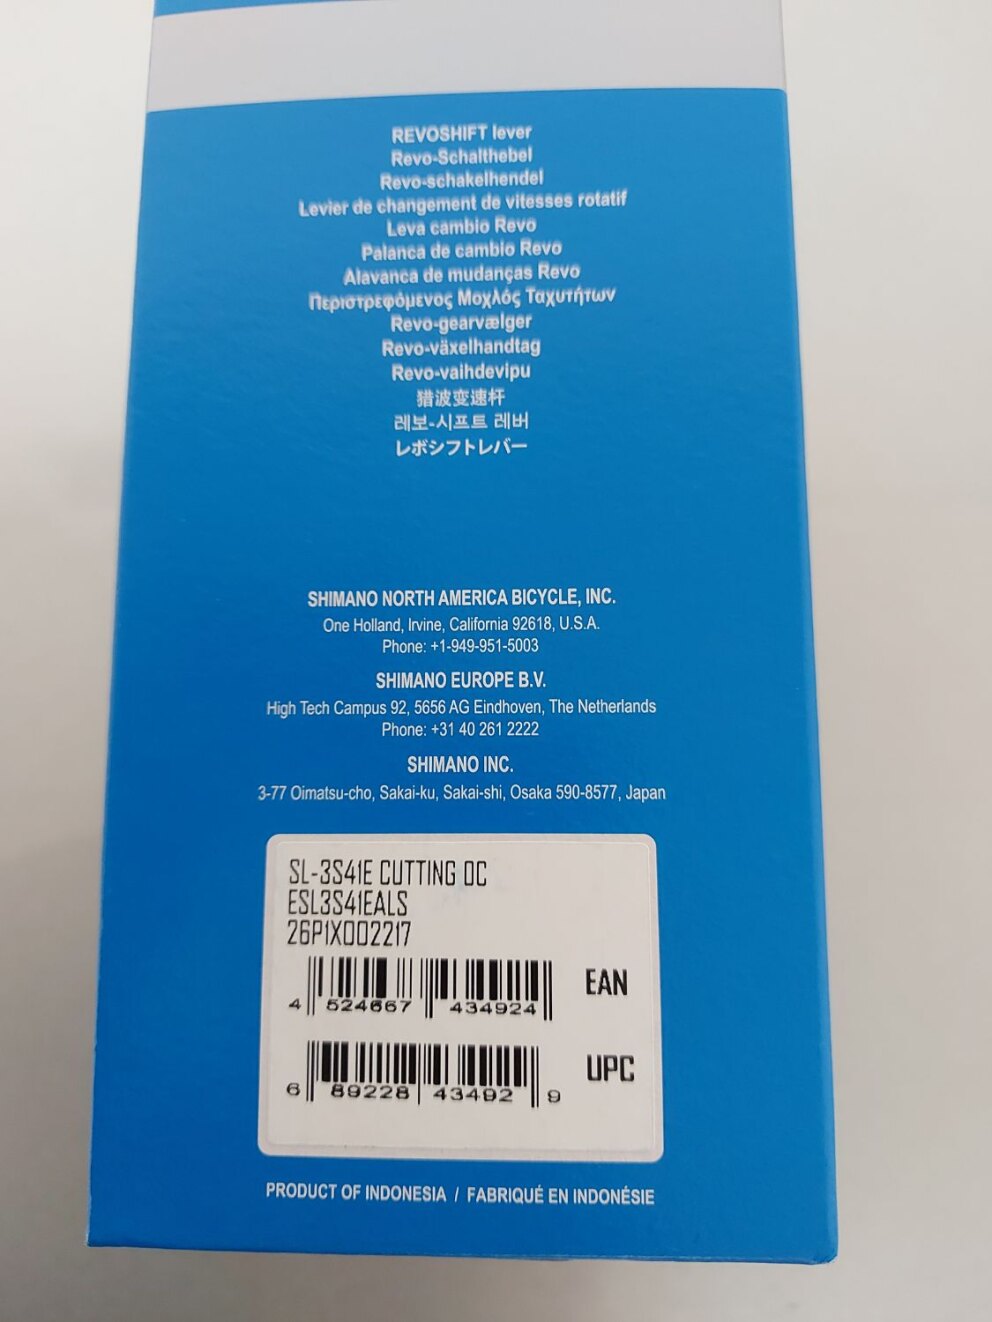 REVOSHIFT lever
Revo-Schalthebel
Revo-schakelhendel
Levier de changement de vitesses rotatif
Leva cambio Revo
Palanca de cambio Revo
Alavanca de mudanças Revo
Περιστρεφόμενος Μοχλός Ταχυτήτων
Revo-gearvælger
Revo-växelhandtag
Revo-vaihdevipu
猎波变速杆
레보-시프트 레버
レボシフトレバー
SHIMANO NORTH AMERICA BICYCLE, INC.
One Holland, Irvine, California 92618, U.S.A.
Phone: +1-949-951-5003
SHIMANO EUROPE B.V.
High Tech Campus 92, 5656 AG Eindhoven, The Netherlands
Phone: +31 40 261 2222
SHIMANO INC.
3-77 Oimatsu-cho, Sakai-ku, Sakai-shi, Osaka 590-8577, Japan
SL-3S41E CUTTING OC
ESL3S41EALS
26P1X002217
4 524667 434924 EAN
6 89228 43492 9 UPC
PRODUCT OF INDONESIA / FABRIQUÉ EN INDONÉSIE